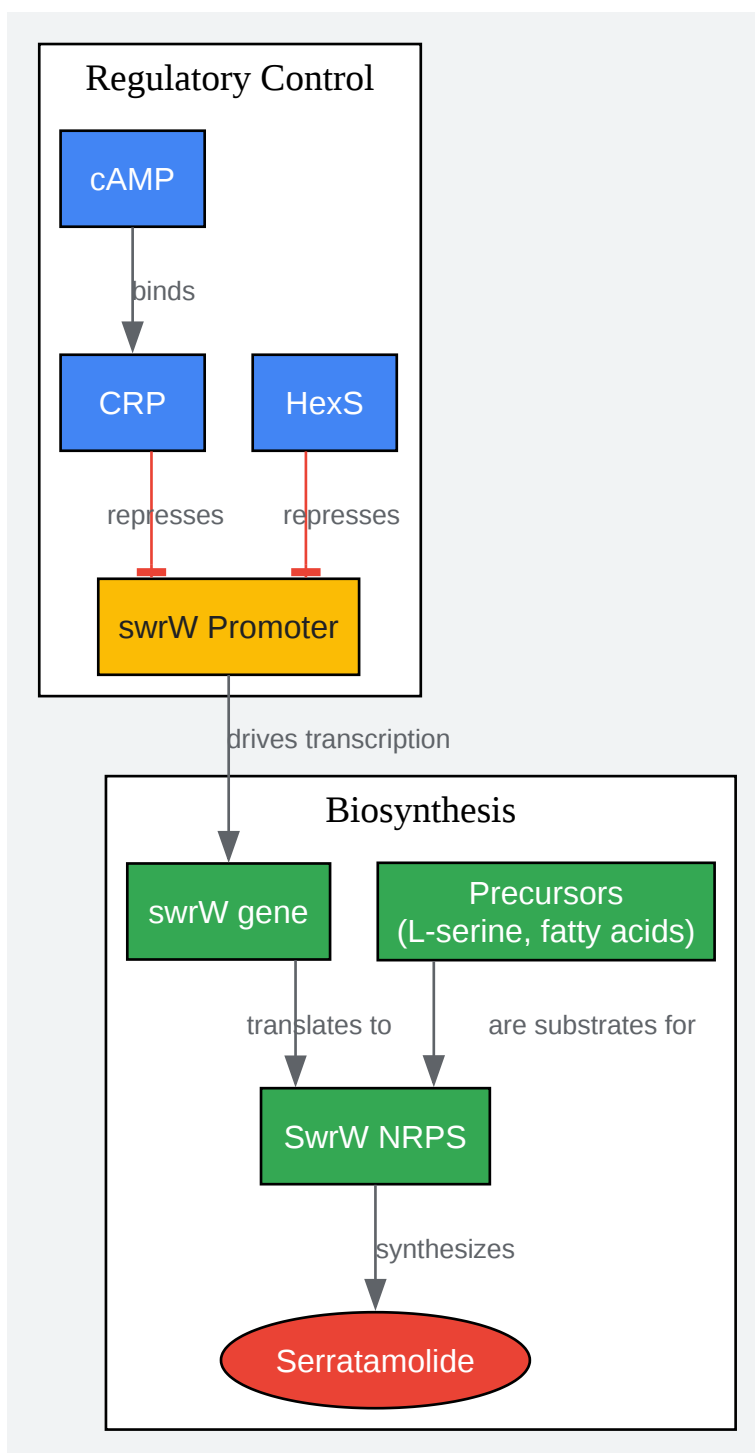 Regulatory Control
cAMP
binds
CRP
HexS
represses
represses
swrW Promoter
drives transcription
Biosynthesis
swrW gene
Precursors
(L-serine, fatty acids)
translates to
are substrates for
SwrW NRPS
synthesizes
Serratamolide